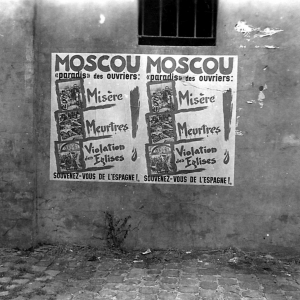 MOSCOU
«paradis» des ouvriers:
Misère
Meurtres
Violation
des Eglises
SOUVENEZ-VOUS DE L'ESPAGNE!
MOSCOU
«paradis» des ouvriers:
Misère
Meurtres
Violation
des Eglises
SOUVENEZ-VOUS DE L'ESPAGNE!